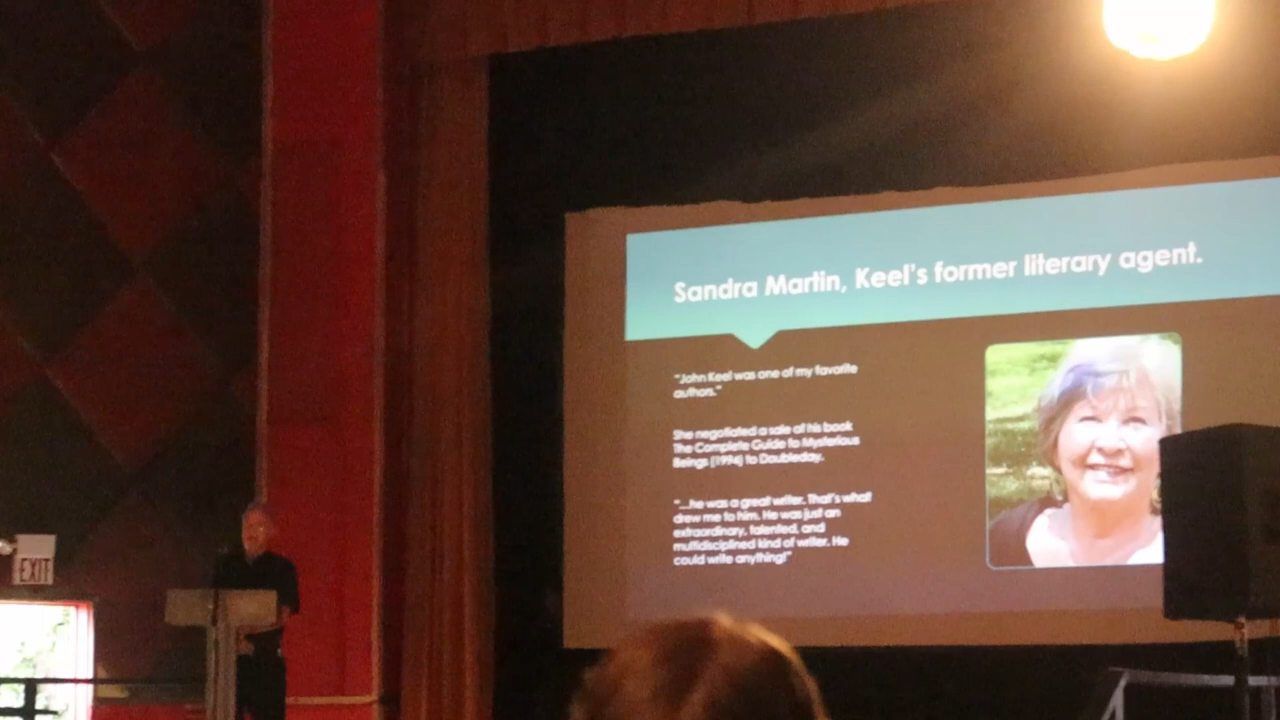 Sandra Martin, Keel's former literary agent.
"John Keel was one of my favorite
authors."
She negotiated a sale of his book
The Complete Guide to Mysterious
Beings (1994) to Doubleday.
"...he was a great writer. That's what
drew me to him. He was just an
extraordinary, talented, and
multidisciplined kind of writer. He
could write anything!"
EXIT